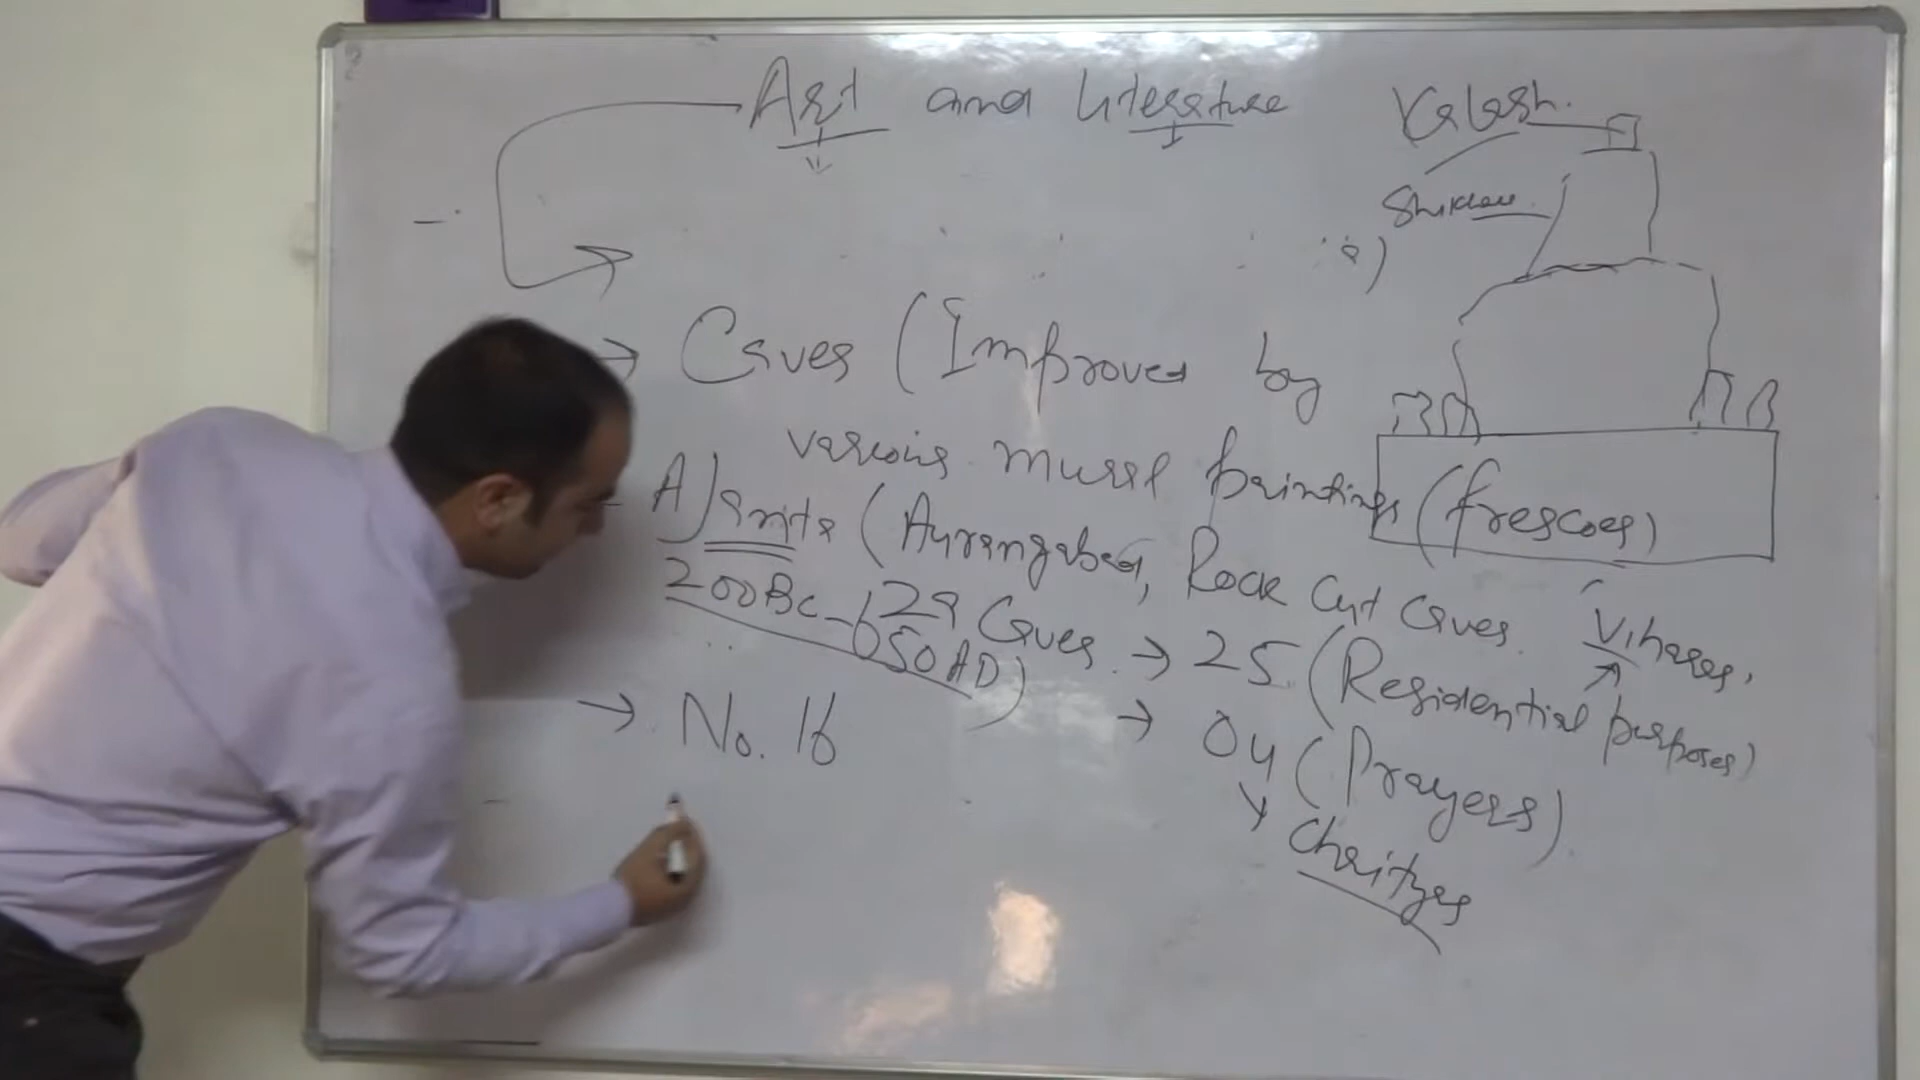 Art and Literature
Kalash.
Shikhar
Caves (Improved by
various mural paintings (frescoes)
Ajanta (Aurangabad, Rock Cut Caves.
200BC-650AD)
29 Caves → 25 (Residential purposes)
Viharas,
→ 04 (Prayers)
Chaityas
→ No. 16